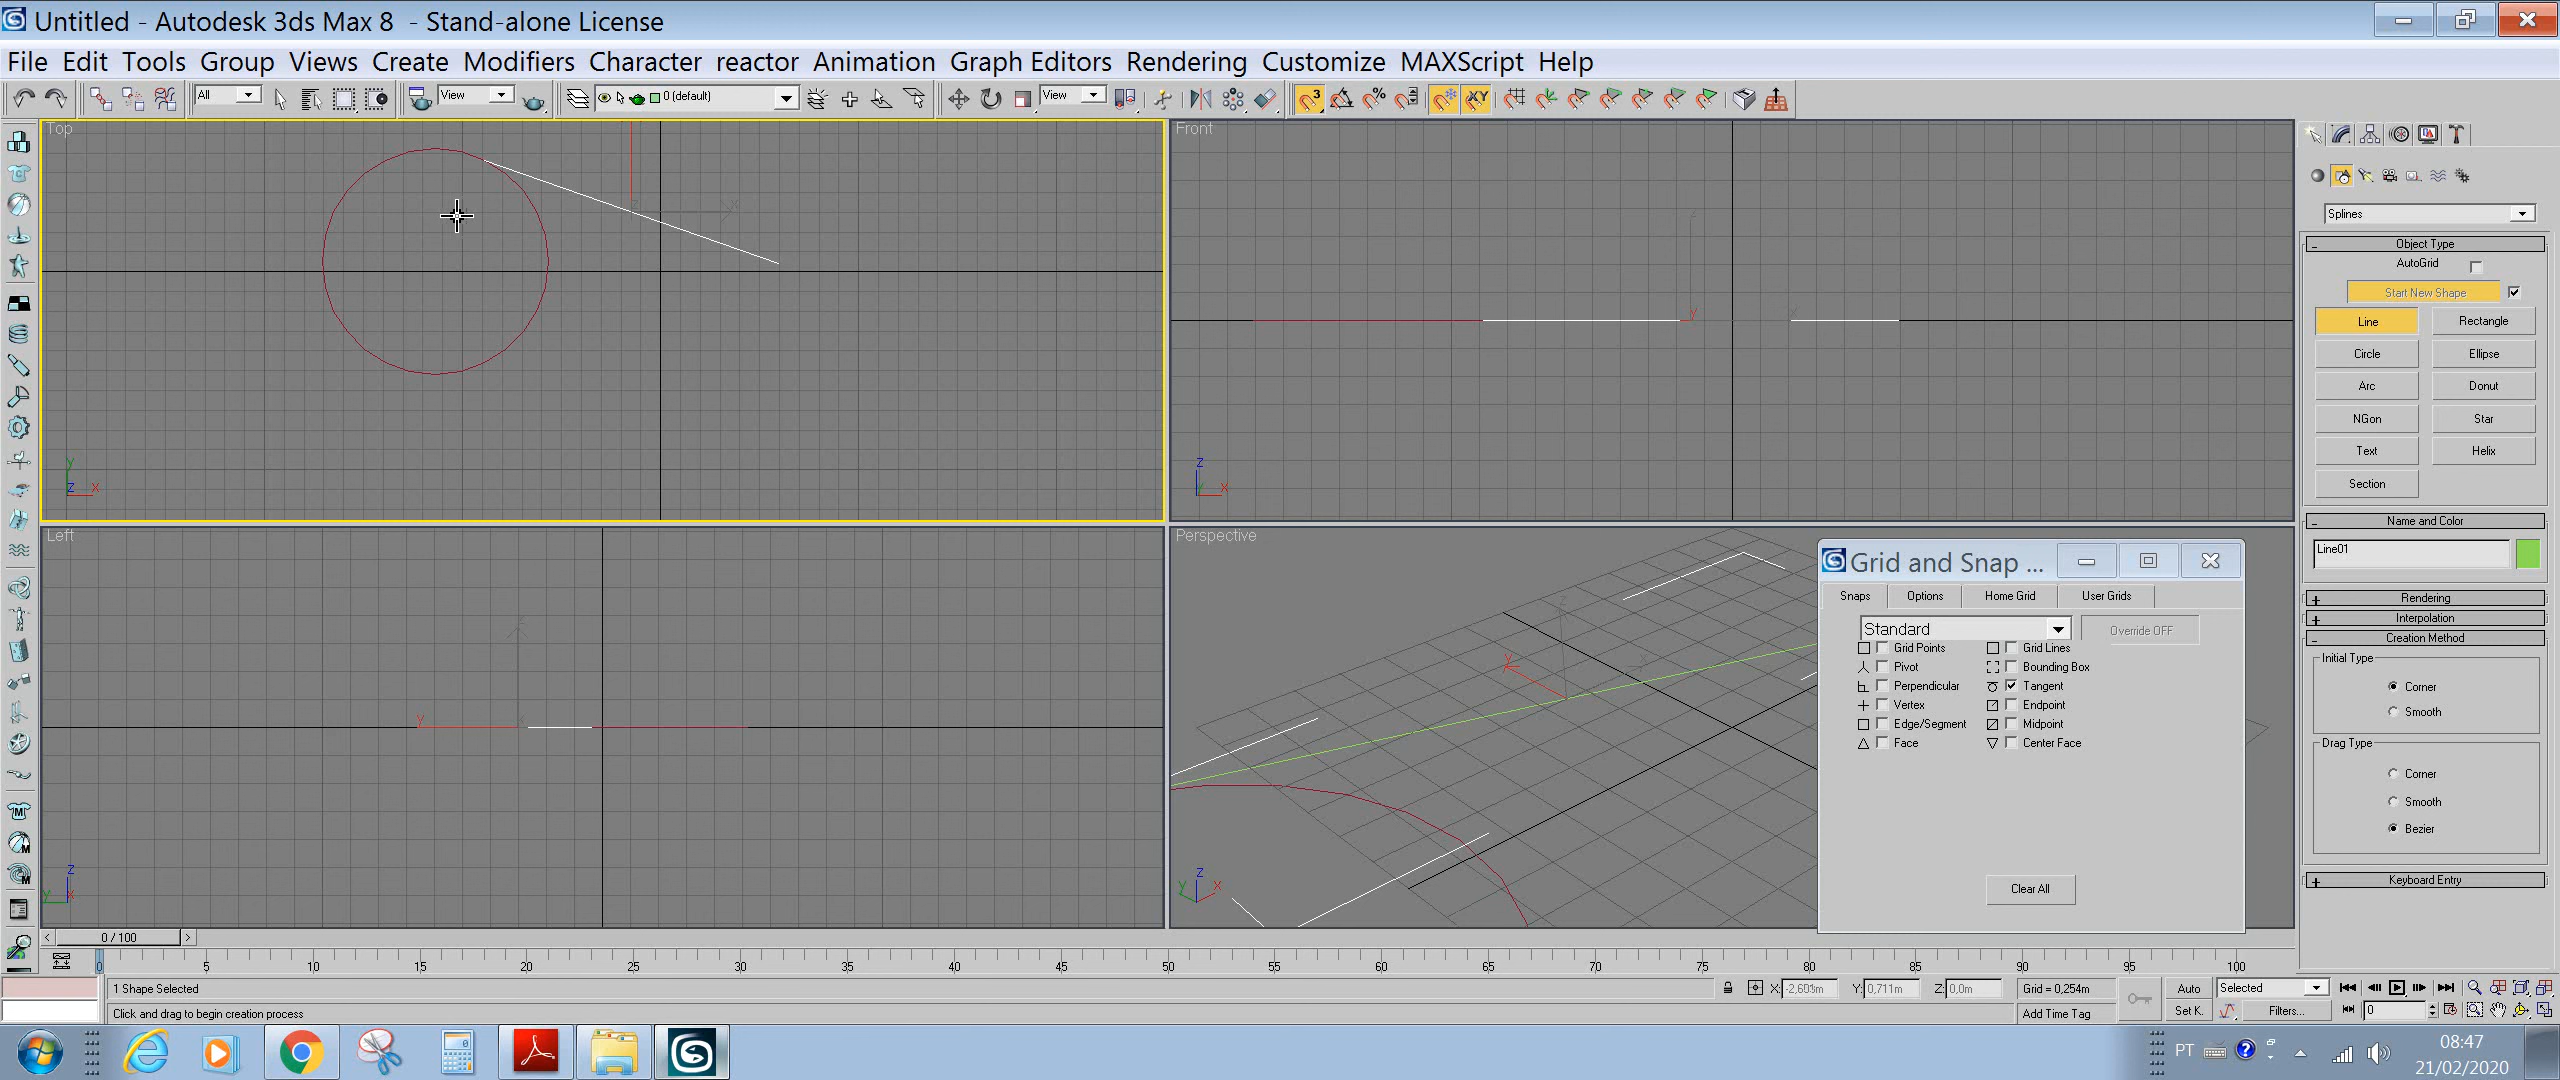 Untitled - Autodesk 3ds Max 8 - Stand-alone License
File Edit Tools Group Views Create Modifiers Character reactor Animation Graph Editors Rendering Customize MAXScript Help
All View 0 (default) View
Top
Front
Splines
Object Type
AutoGrid
Start New Shape
Line Rectangle
Circle Ellipse
Arc Donut
NGon Star
Text Helix
Section
Name and Color
Line01
Rendering
Interpolation
Creation Method
Initial Type
Corner
Smooth
Drag Type
Corner
Smooth
Bezier
Keyboard Entry
Left
Perspective
Grid and Snap ...
Snaps Options Home Grid User Grids
Standard Override OFF
Grid Points Grid Lines
Pivot Bounding Box
Perpendicular Tangent
Vertex Endpoint
Edge/Segment Midpoint
Face Center Face
Clear All
0 / 100
0 5 10 15 20 25 30 35 40 45 50 55 60 65 70 75 80 85 90 95 100
1 Shape Selected X: Y: 0,711m Z: 0,0m Grid = 0,254m Auto Selected
Click and drag to begin creation process Add Time Tag Set K. Filters... 0
PT 08:47
21/02/2020